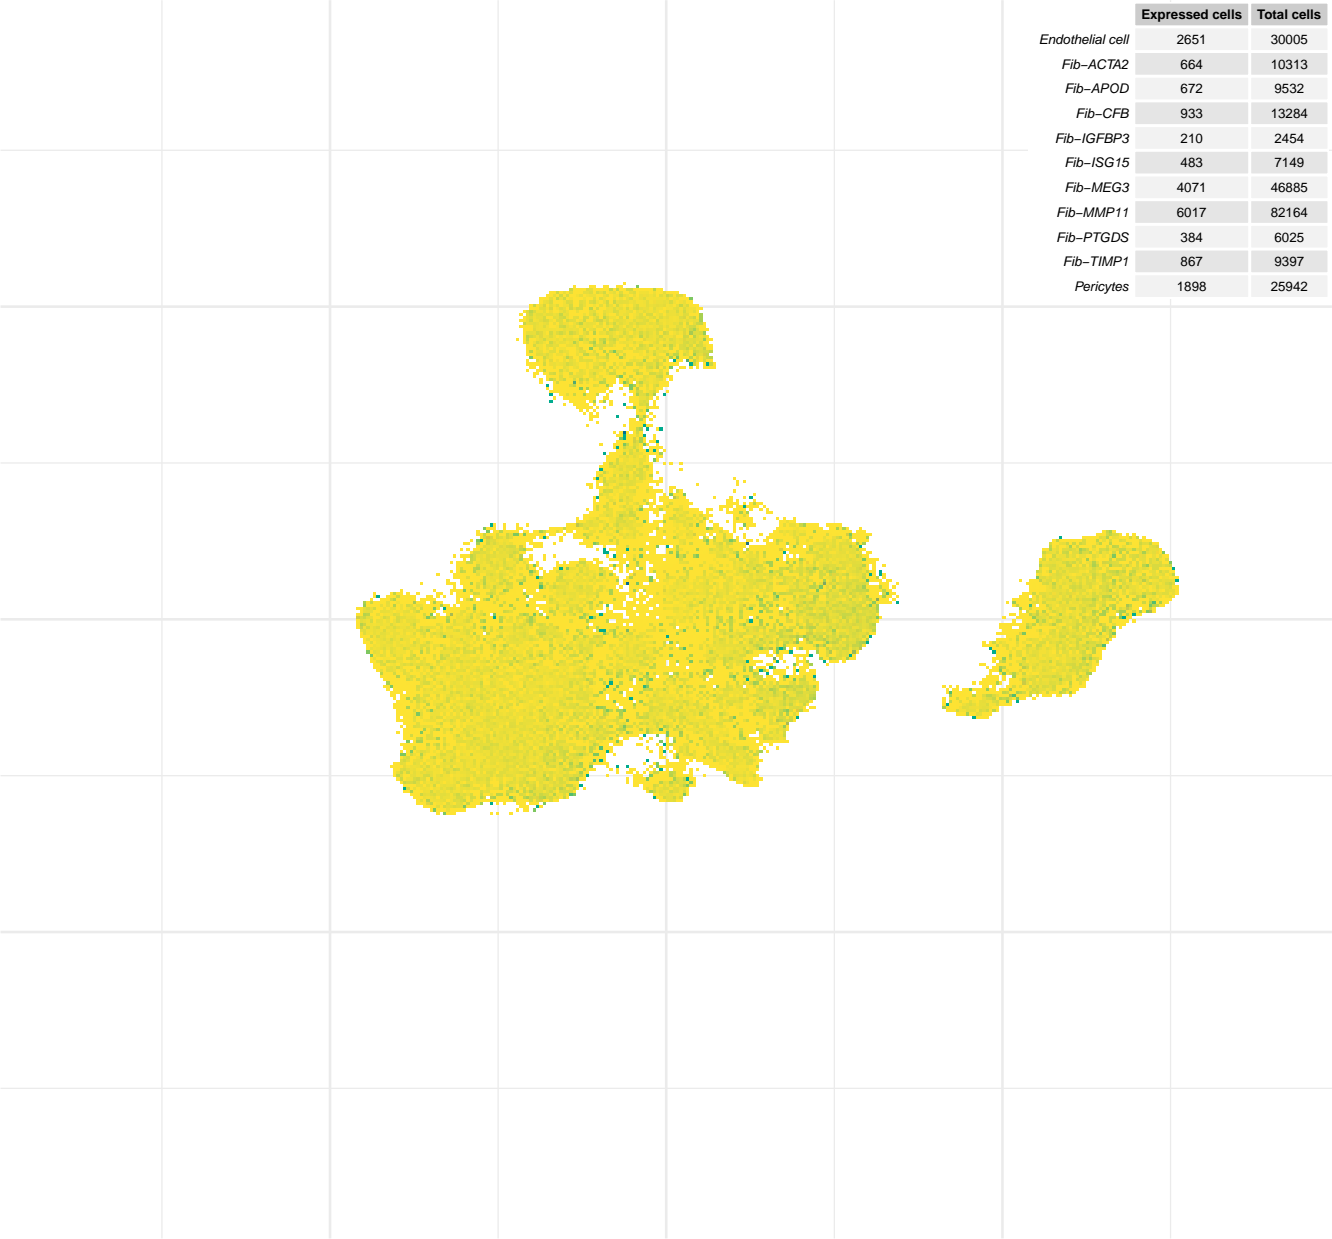 Expressed cells Total cells
Endothelial cell 2651 30005
Fib−ACTA2 664 10313
Fib−APOD 672 9532
Fib−CFB 933 13284
Fib−IGFBP3 210 2454
Fib−ISG15 483 7149
Fib−MEG3 4071 46885
Fib−MMP11 6017 82164
Fib−PTGDS 384 6025
Fib−TIMP1 867 9397
Pericytes 1898 25942